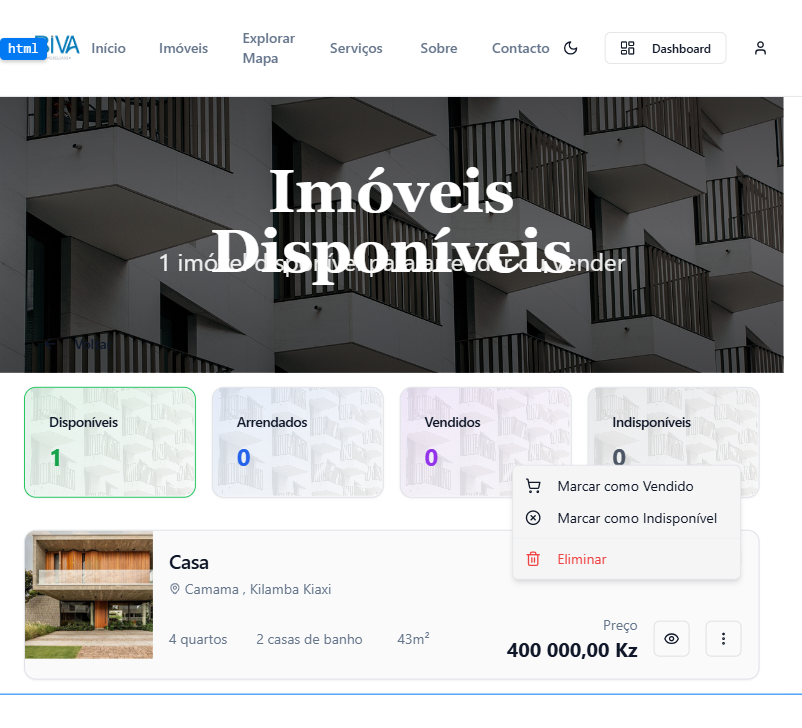 html
BIVA
Início
Imóveis
Explorar
Mapa
Serviços
Sobre
Contacto
Dashboard
Imóveis
Disponíveis
1 imóvel disponível para arrendar ou vender
Voltar
Disponíveis
1
Arrendados
0
Vendidos
0
Indisponíveis
0
Marcar como Vendido
Marcar como Indisponível
Eliminar
Casa
Camama , Kilamba Kiaxi
4 quartos
2 casas de banho
43m²
Preço
400 000,00 Kz